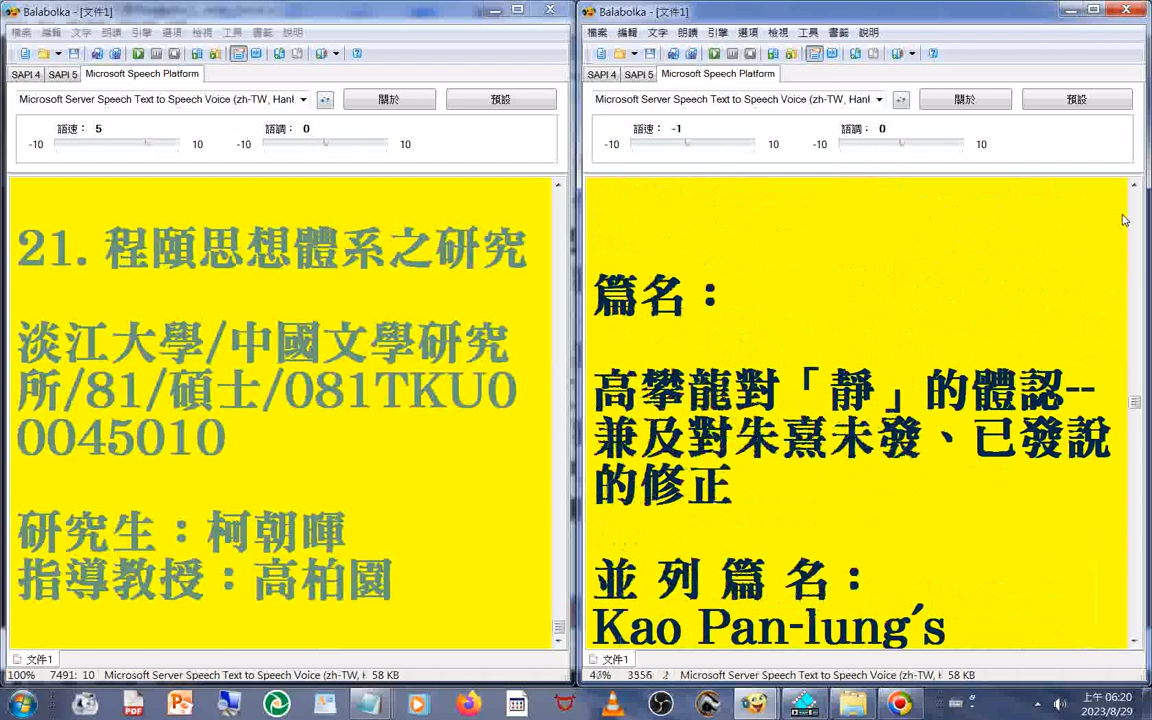 Balabolka - [文件1]
檔案 編輯 文字 朗讀 引擎 選項 檢視 工具 書籤 說明
SAPI 4 SAPI 5 Microsoft Speech Platform
Microsoft Server Speech Text to Speech Voice (zh-TW, Hanl
關於
預設
語速： 5
語調： 0
-10 10 -10 10
21. 程頤思想體系之研究
淡江大學/中國文學研究
所/81/碩士/081TKU0
0045010
研究生：柯朝暉
指導教授：高柏園
文件1
100% 7491: 10 Microsoft Server Speech Text to Speech Voice (zh-TW, H 58 KB
Balabolka - [文件1]
檔案 編輯 文字 朗讀 引擎 選項 檢視 工具 書籤 說明
SAPI 4 SAPI 5 Microsoft Speech Platform
Microsoft Server Speech Text to Speech Voice (zh-TW, Hanl
關於
預設
語速： -1
語調： 0
-10 10 -10 10
篇名：
高攀龍對「靜」的體認--
兼及對朱熹未發、已發說
的修正
並 列 篇 名：
Kao Pan-lung's
文件1
Microsoft Server Speech Text to Speech Voice (zh-TW, H 58 KB
上午 06:20
2023/8/29